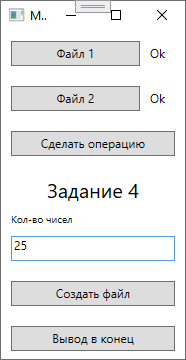 М..
Файл 1 Ok
Файл 2 Ok
Сделать операцию
Задание 4
Кол-во чисел
25
Создать файл
Вывод в конец